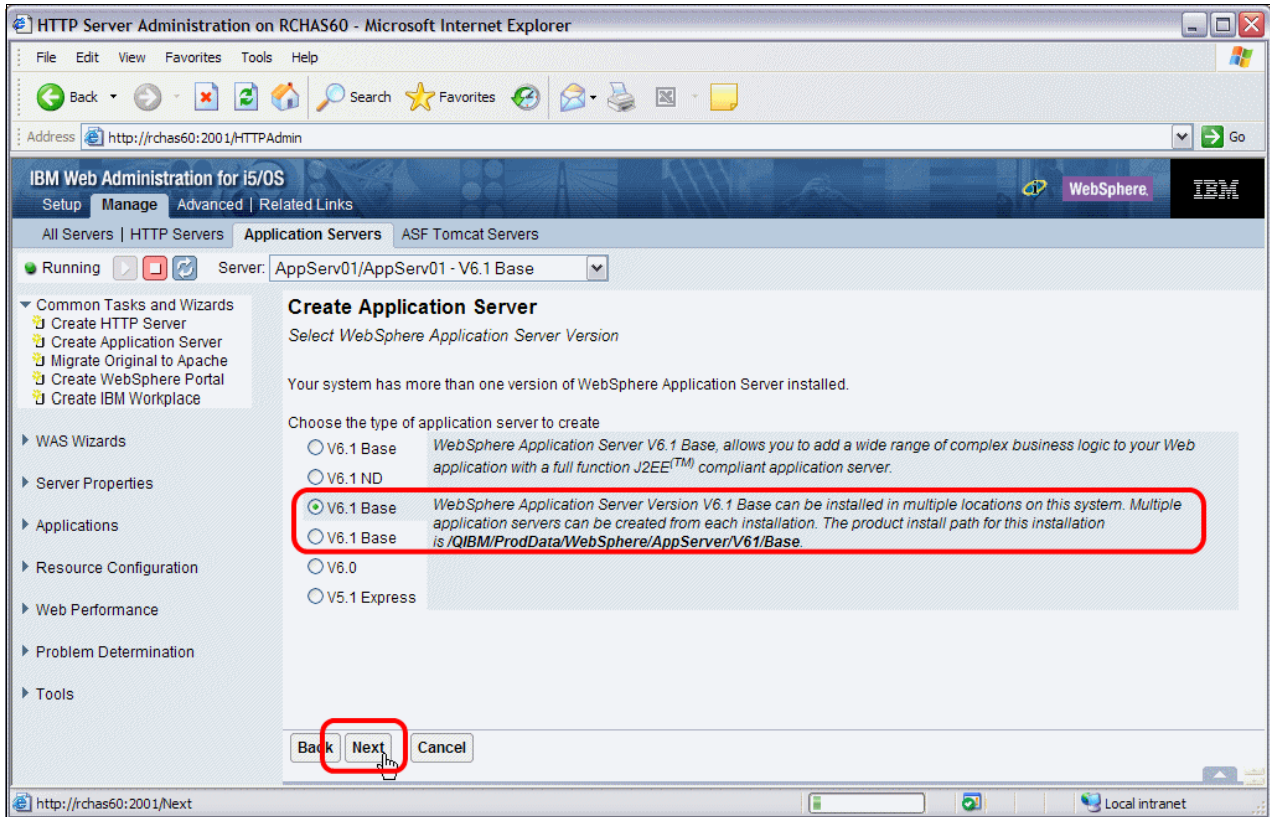 HTTP Server Administration on RCHAS60 - Microsoft Internet Explorer
File Edit View Favorites Tools Help
Back Search Favorites
Address http://rchas60:2001/HTTPAdmin Go
IBM Web Administration for i5/OS
WebSphere. IBM
Setup Manage Advanced | Related Links
All Servers | HTTP Servers Application Servers ASF Tomcat Servers
Running Server: AppServ01/AppServ01 - V6.1 Base
Common Tasks and Wizards
Create HTTP Server
Create Application Server
Migrate Original to Apache
Create WebSphere Portal
Create IBM Workplace
WAS Wizards
Server Properties
Applications
Resource Configuration
Web Performance
Problem Determination
Tools
Create Application Server
Select WebSphere Application Server Version
Your system has more than one version of WebSphere Application Server installed.
Choose the type of application server to create
V6.1 Base
V6.1 ND
V6.1 Base
V6.1 Base
V6.0
V5.1 Express
WebSphere Application Server V6.1 Base, allows you to add a wide range of complex business logic to your Web
application with a full function J2EE(TM) compliant application server.
WebSphere Application Server Version V6.1 Base can be installed in multiple locations on this system. Multiple
application servers can be created from each installation. The product install path for this installation
is /QIBM/ProdData/WebSphere/AppServer/V61/Base.
Back Next Cancel
http://rchas60:2001/Next Local intranet